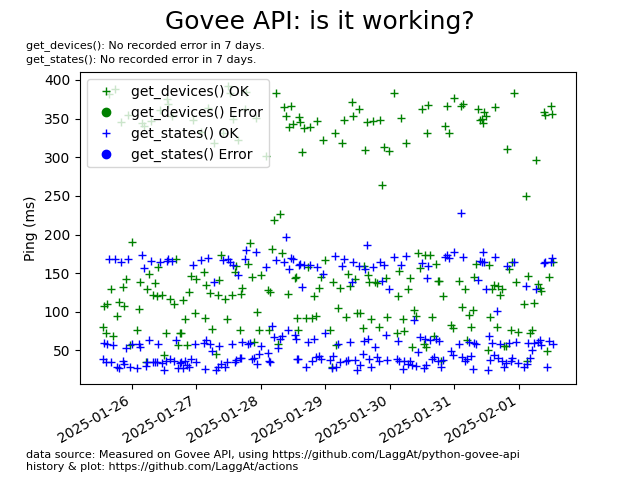 Govee API: is it working?
get_devices(): No recorded error in 7 days.
get_states(): No recorded error in 7 days.
get_devices() OK
get_devices() Error
get_states() OK
get_states() Error
Ping (ms)
400
350
300
250
200
150
100
50
2025-01-26
2025-01-27
2025-01-28
2025-01-29
2025-01-30
2025-01-31
2025-02-01
data source: Measured on Govee API, using https://github.com/LaggAt/python-govee-api
history & plot: https://github.com/LaggAt/actions